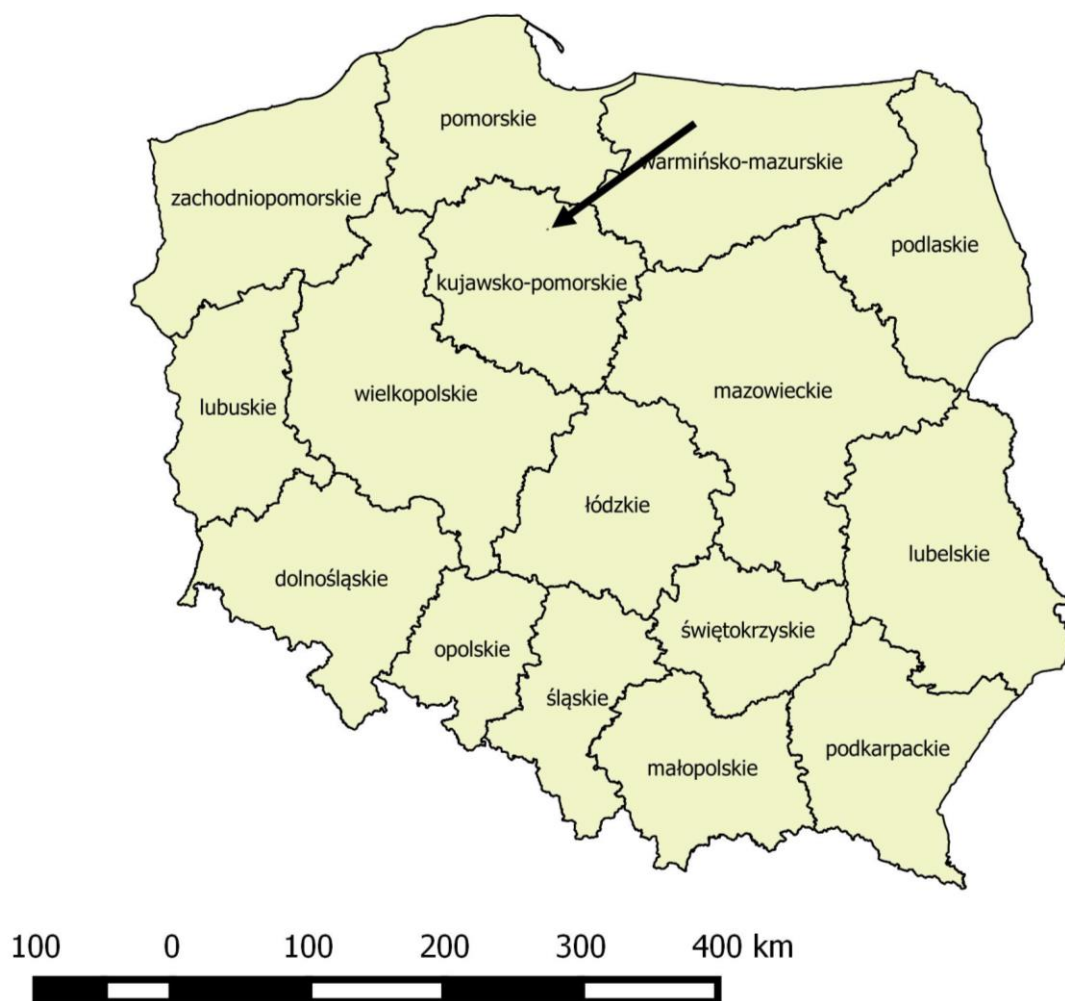 pomorskie
warmińsko-mazurskie
zachodniopomorskie
podlaskie
kujawsko-pomorskie
mazowieckie
wielkopolskie
lubuskie
łódzkie
lubelskie
dolnośląskie
świętokrzyskie
opolskie
śląskie
podkarpackie
małopolskie
100 0 100 200 300 400 km